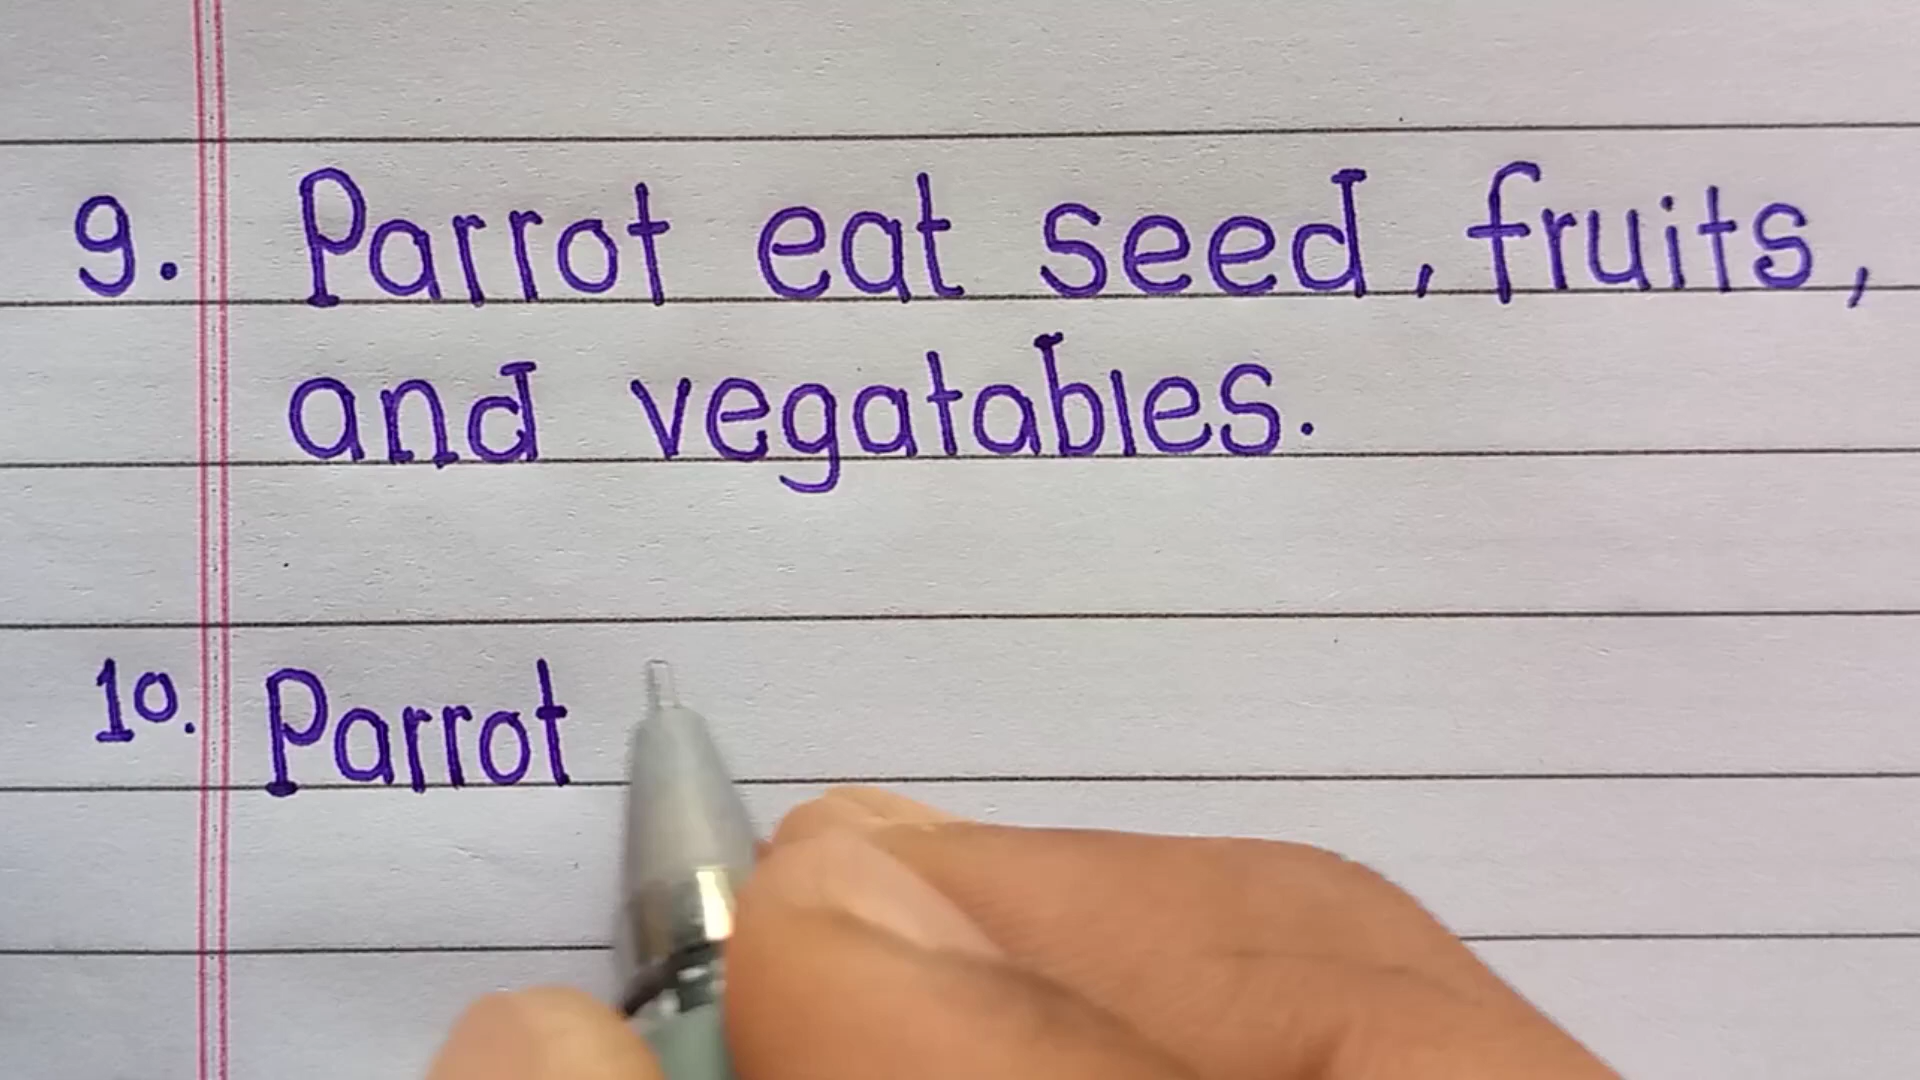 9. Parrot eat seed, fruits,
and vegatables.
10. Parrot